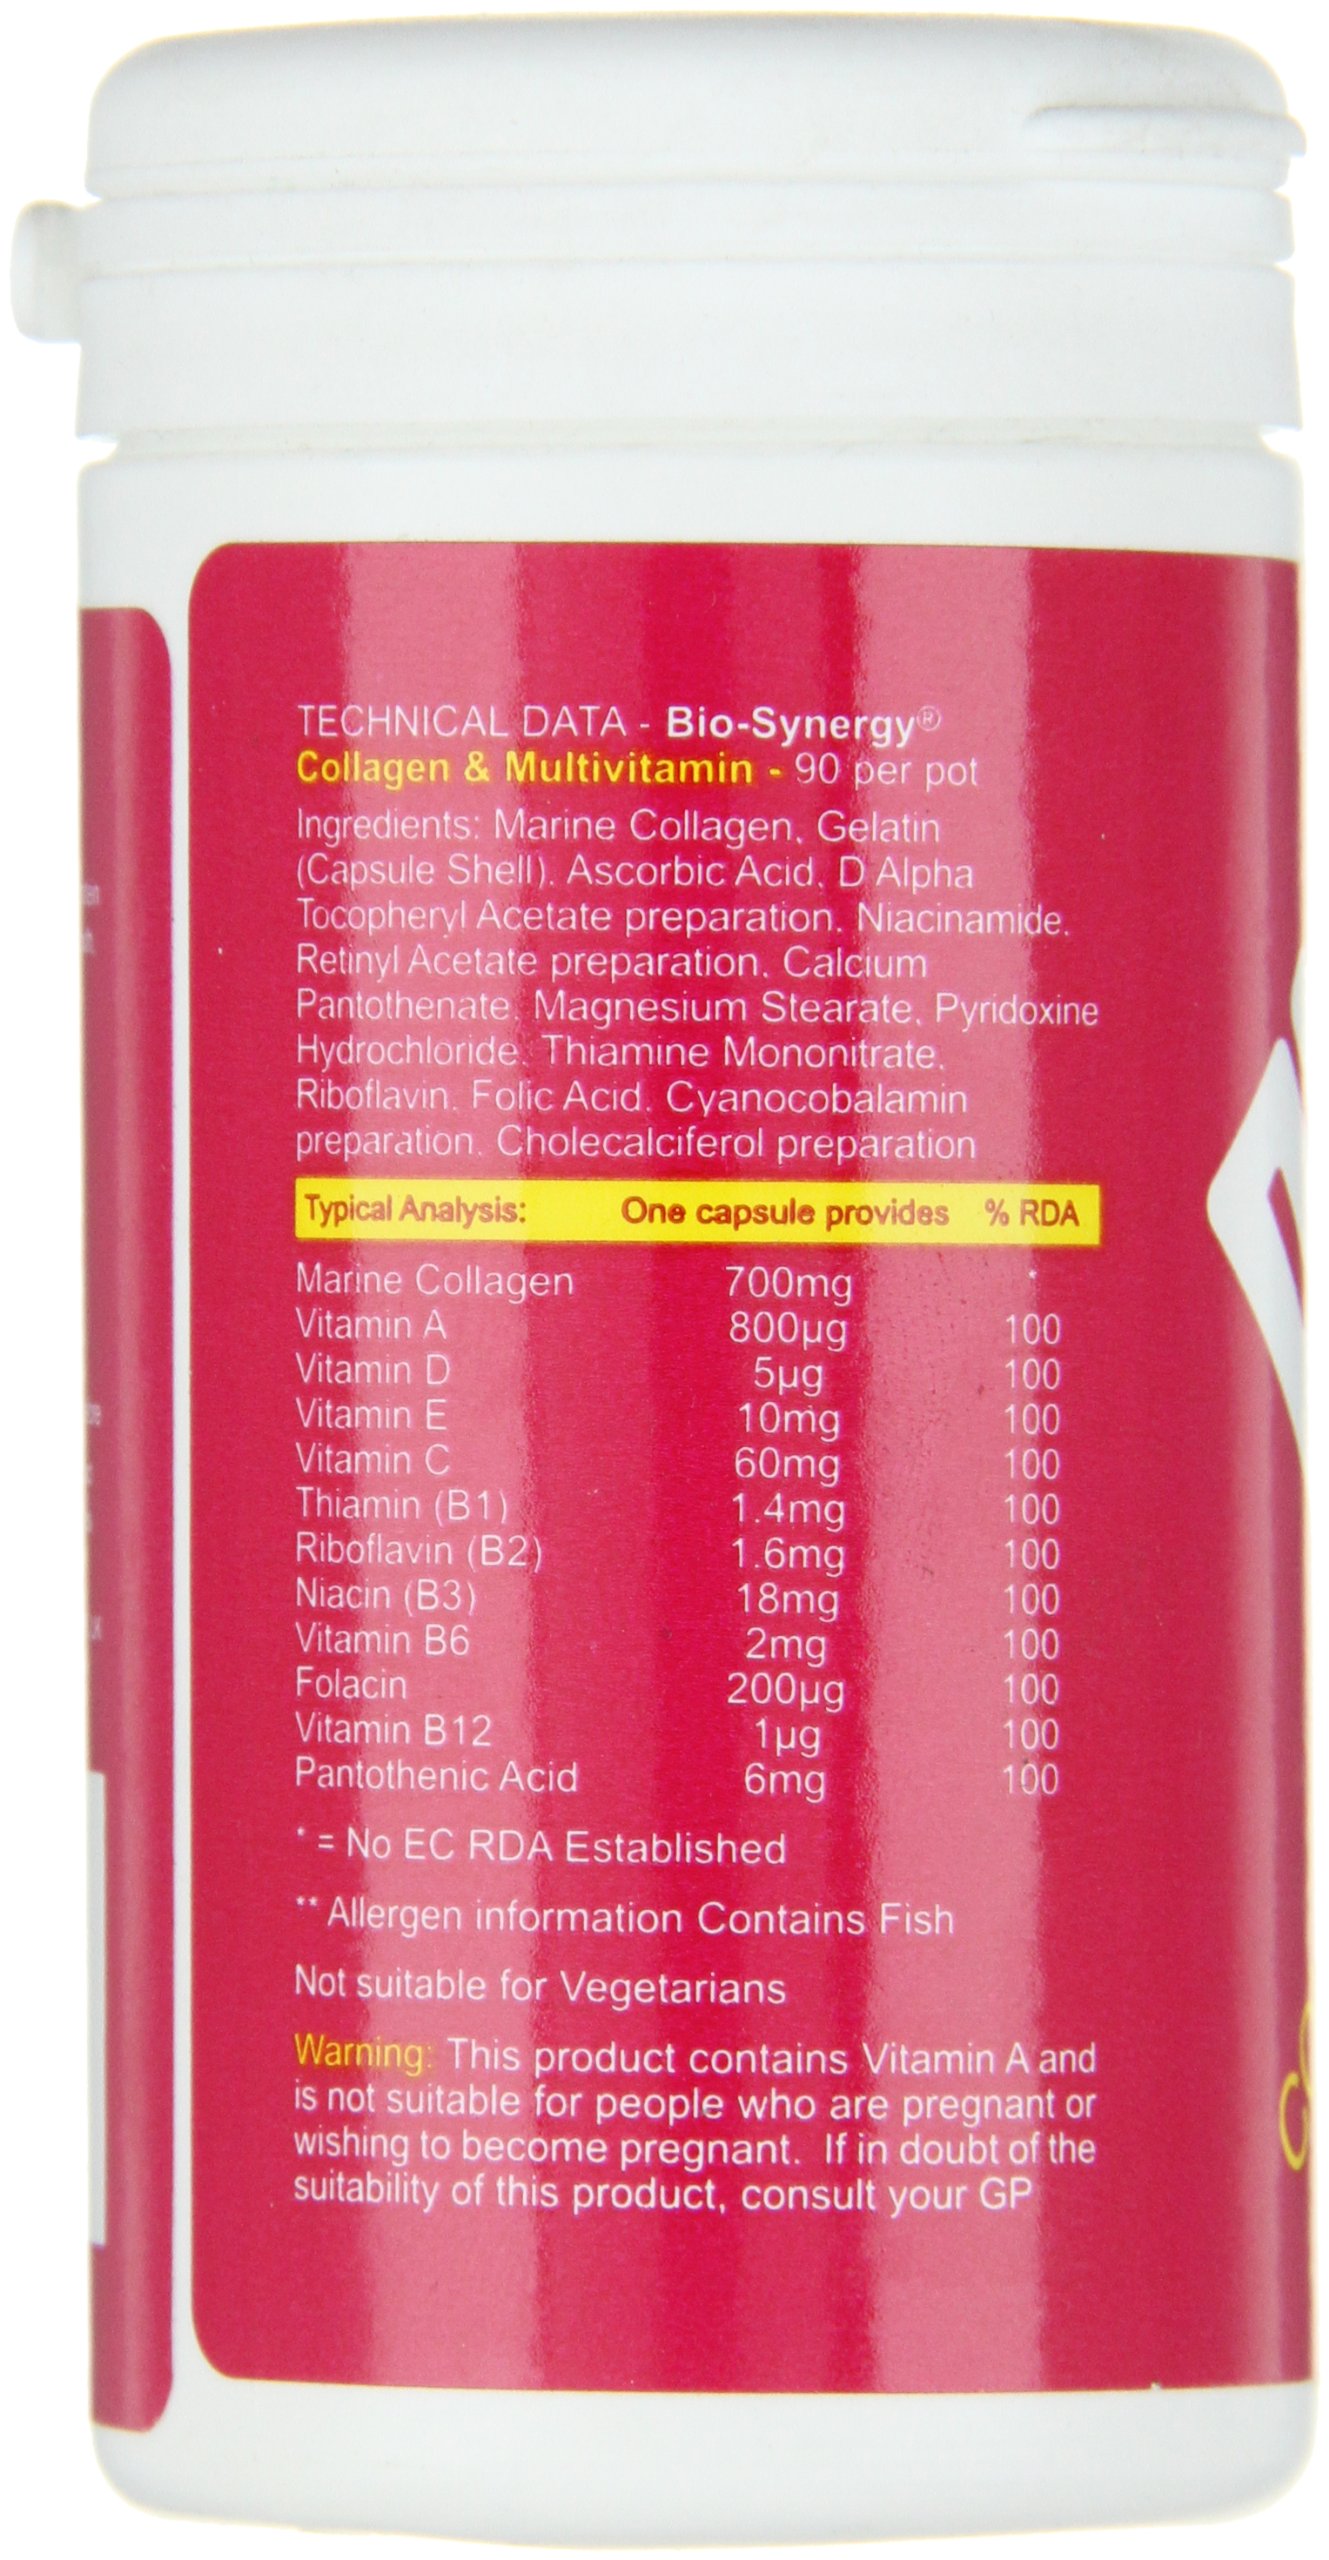 TECHNICAL DATA - Bio-Synergy®
Collagen & Multivitamin - 90 per pot
Ingredients: Marine Collagen, Gelatin
(Capsule Shell), Ascorbic Acid, D Alpha
Tocopheryl Acetate preparation, Niacinamide,
Retinyl Acetate preparation, Calcium
Pantothenate, Magnesium Stearate, Pyridoxine
Hydrochloride, Thiamine Mononitrate,
Riboflavin, Folic Acid, Cyanocobalamin
preparation, Cholecalciferol preparation
Typical Analysis: One capsule provides % RDA
Marine Collagen 700mg *
Vitamin A 800µg 100
Vitamin D 5µg 100
Vitamin E 10mg 100
Vitamin C 60mg 100
Thiamin (B1) 1.4mg 100
Riboflavin (B2) 1.6mg 100
Niacin (B3) 18mg 100
Vitamin B6 2mg 100
Folacin 200µg 100
Vitamin B12 1µg 100
Pantothenic Acid 6mg 100
* = No EC RDA Established
** Allergen information Contains Fish
Not suitable for Vegetarians
Warning: This product contains Vitamin A and
is not suitable for people who are pregnant or
wishing to become pregnant. If in doubt of the
suitability of this product, consult your GP